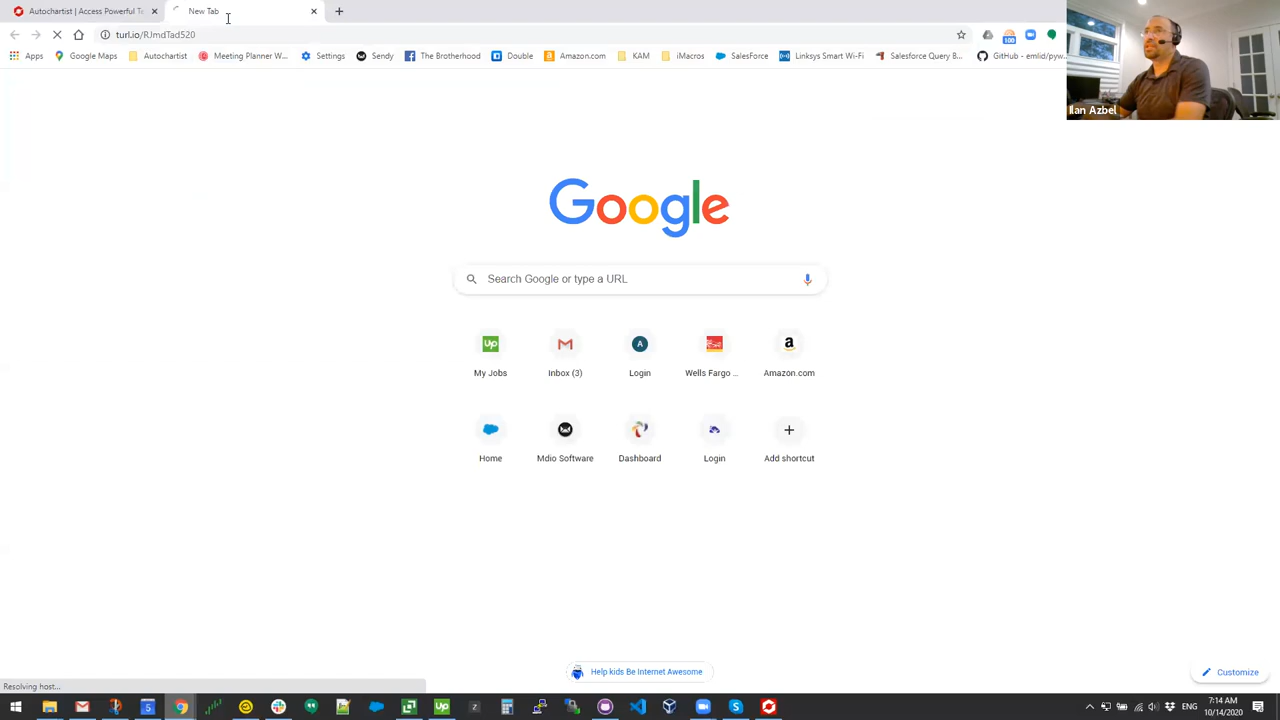 Autochartist | Access Powerful T
New Tab
turl.io/RJmdTad520
Apps
Google Maps
Autochartist
Meeting Planner W...
Settings
Sendy
The Brotherhood
Double
Amazon.com
KAM
iMacros
SalesForce
Linksys Smart Wi-Fi
Salesforce Query B...
GitHub - emlid/pyw...
100
Ilan Azbel
Google
Search Google or type a URL
Up
A
a
My Jobs
Inbox (3)
Login
Wells Fargo ...
Amazon.com
Home
Mdio Software
Dashboard
Login
Add shortcut
Help kids Be Internet Awesome
Customize
Resolving host...
ENG
7:14 AM
10/14/2020